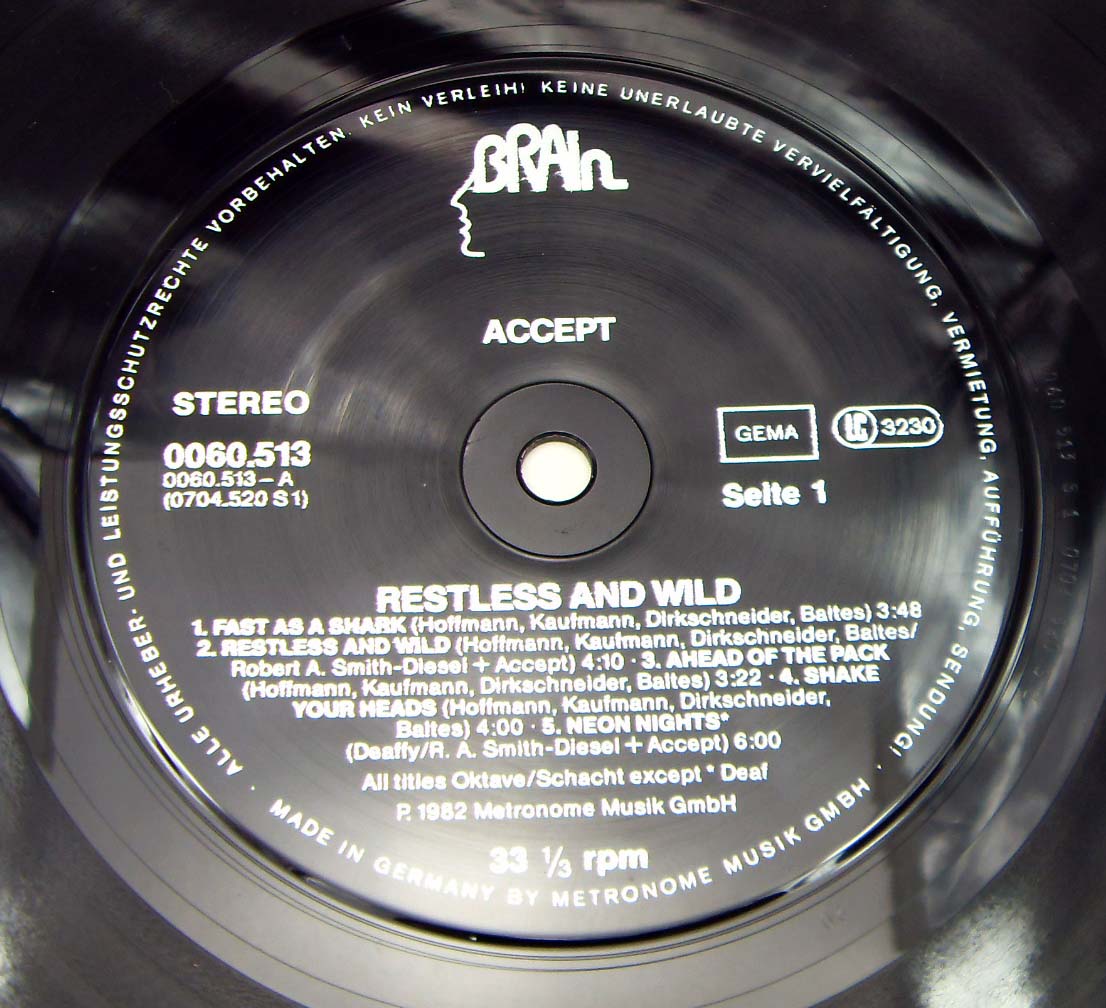 ALLE URHEBER- UND LEISTUNGSSCHUTZRECHTE VORBEHALTEN. KEIN VERLEIH! KEINE UNERLAUBTE VERVIELFÄLTIGUNG, VERMIETUNG, AUFFÜHRUNG, SENDUNG!
BRAIn
ACCEPT
STEREO
0060.513
0060.513 – A
(0704.520 S 1)
GEMA
LC 3230
Seite 1
RESTLESS AND WILD
1. FAST AS A SHARK (Hoffmann, Kaufmann, Dirkschneider, Baltes) 3:48
2. RESTLESS AND WILD (Hoffmann, Kaufmann, Dirkschneider, Baltes/
Robert A. Smith-Diesel + Accept) 4:10 · 3. AHEAD OF THE PACK
(Hoffmann, Kaufmann, Dirkschneider, Baltes) 3:22 · 4. SHAKE
YOUR HEADS (Hoffmann, Kaufmann, Dirkschneider,
Baltes) 4:00 · 5. NEON NIGHTS*
(Deaffy/R. A. Smith-Diesel + Accept) 6:00
All titles Oktave/Schacht except * Deaf
P. 1982 Metronome Musik GmbH
33 1/3 rpm
· MADE IN GERMANY BY METRONOME MUSIK GMBH ·